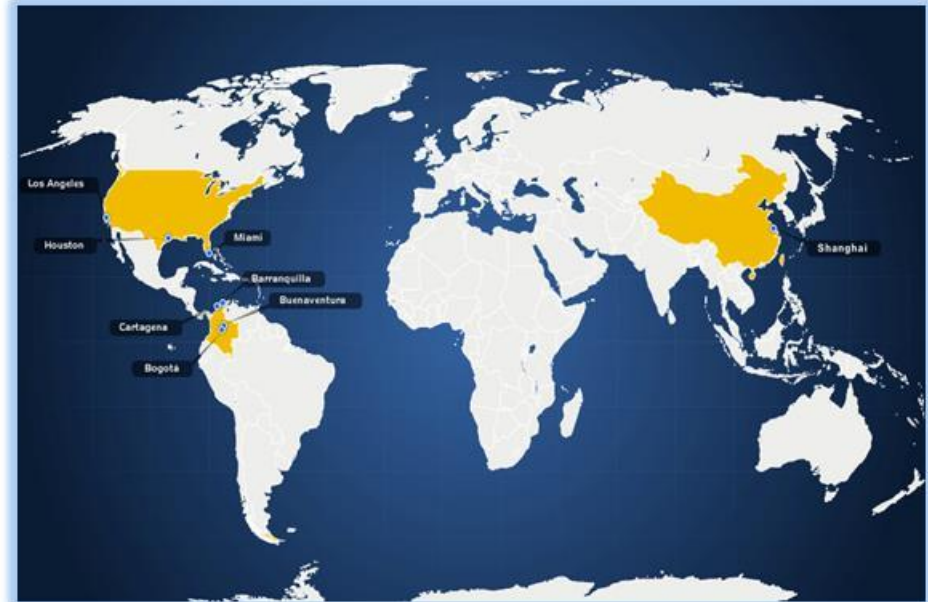 Los Angeles
Houston
Miami
Barranquilla
Buenaventura
Cartagena
Bogotá
Shanghai